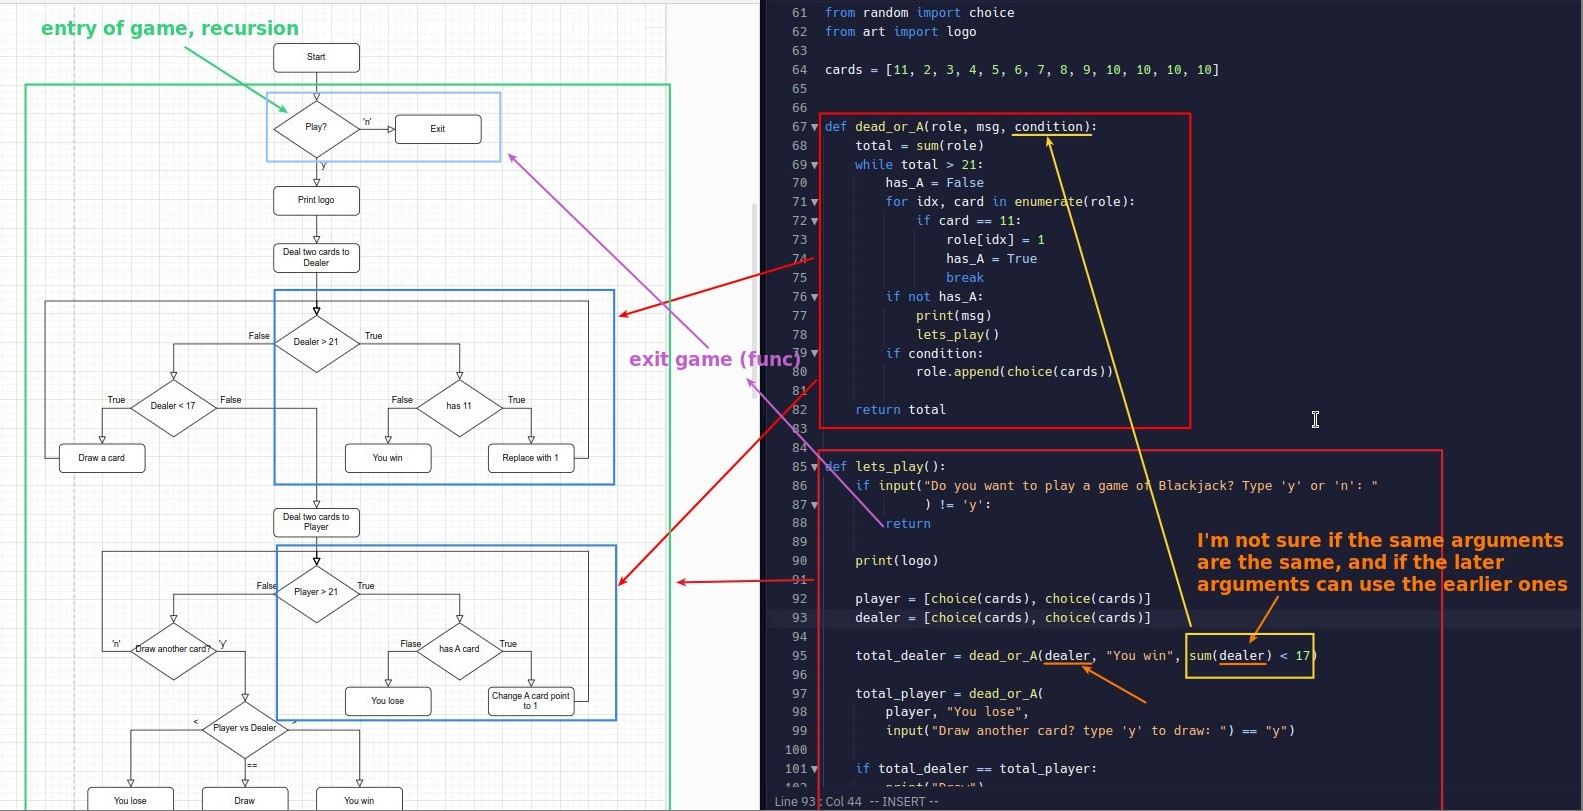 entry of game, recursion
Start
Play?
'n'
Exit
'y'
Print logo
Deal two cards to
Dealer
False
Dealer > 21
True
True
Dealer < 17
False
False
has 11
True
Draw a card
You win
Replace with 1
Deal two cards to
Player
False
Player > 21
True
'n'
Draw another card?
'y'
Flase
has A card
True
You lose
Change A card point
to 1
<
Player vs Dealer
>
==
You lose
Draw
You win
exit game (func)
61 from random import choice
62 from art import logo
63
64 cards = [11, 2, 3, 4, 5, 6, 7, 8, 9, 10, 10, 10, 10]
65
66
67 def dead_or_A(role, msg, condition):
68 total = sum(role)
69 while total > 21:
70 has_A = False
71 for idx, card in enumerate(role):
72 if card == 11:
73 role[idx] = 1
74 has_A = True
75 break
76 if not has_A:
77 print(msg)
78 lets_play()
79 if condition:
80 role.append(choice(cards))
81
82 return total
83
84
85 def lets_play():
86 if input("Do you want to play a game of Blackjack? Type 'y' or 'n': "
87 ) != 'y':
88 return
89
90 print(logo)
91
92 player = [choice(cards), choice(cards)]
93 dealer = [choice(cards), choice(cards)]
94
95 total_dealer = dead_or_A(dealer, "You win", sum(dealer) < 17)
96
97 total_player = dead_or_A(
98 player, "You lose",
99 input("Draw another card? type 'y' to draw: ") == "y")
100
101 if total_dealer == total_player:
102 print("Draw")
I'm not sure if the same arguments
are the same, and if the later
arguments can use the earlier ones
Line 93 : Col 44 -- INSERT --